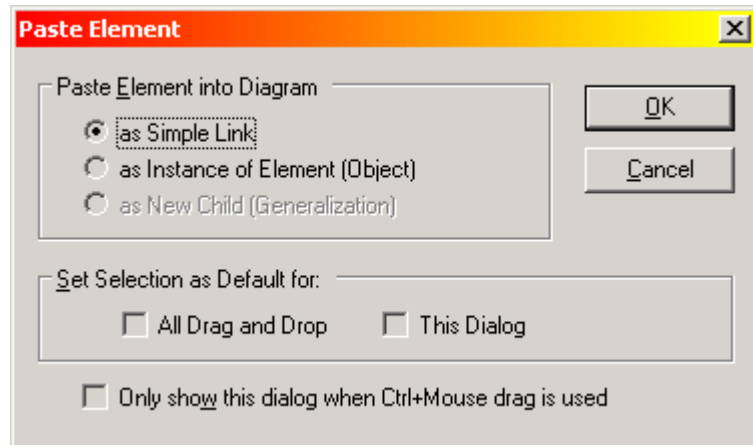 Paste Element
Paste Element into Diagram
OK
as Simple Link
as Instance of Element (Object)
Cancel
as New Child (Generalization)
Set Selection as Default for:
All Drag and Drop This Dialog
Only show this dialog when Ctrl+Mouse drag is used